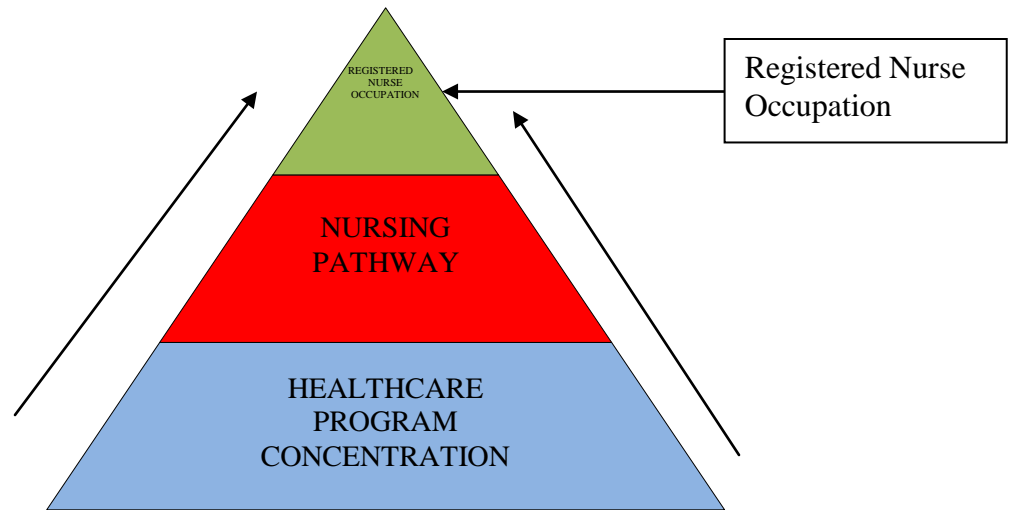 REGISTERED
NURSE
OCCUPATION
Registered Nurse
Occupation
NURSING
PATHWAY
HEALTHCARE
PROGRAM
CONCENTRATION